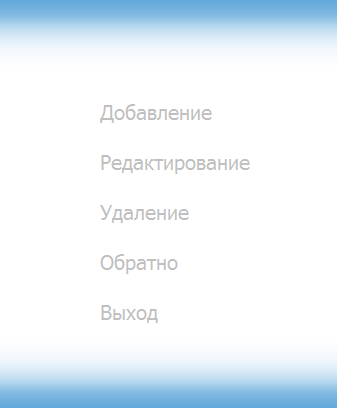 Добавление
Редактирование
Удаление
Обратно
Выход